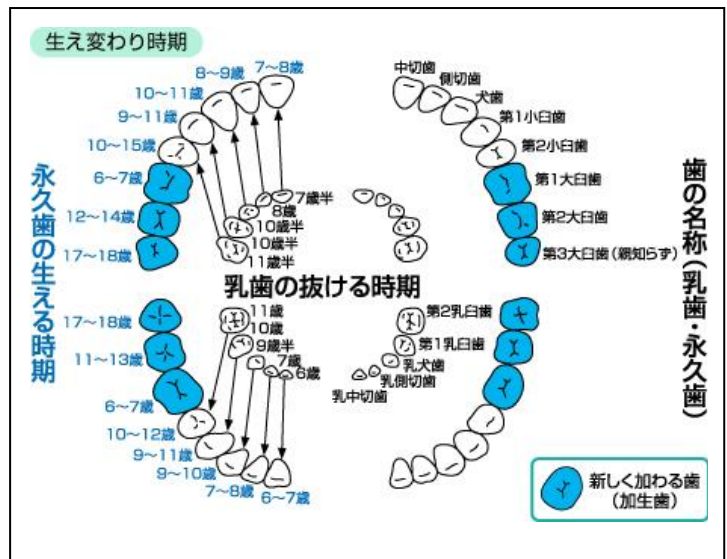 生え変わり時期
7～8歳
8～9歳
10～11歳
9～11歳
10～15歳
6～7歳
12～14歳
17～18歳
永久歯の生える時期
7歳半
8歳
10歳半
10歳半
11歳半
乳歯の抜ける時期
11歳
10歳
9歳半
7歳
6歳
17～18歳
11～13歳
6～7歳
10～12歳
9～11歳
9～10歳
7～8歳
6～7歳
中切歯
側切歯
犬歯
第1小臼歯
第2小臼歯
第1大臼歯
第2大臼歯
第3大臼歯(親知らず)
歯の名称(乳歯・永久歯)
第2乳臼歯
第1乳臼歯
乳犬歯
乳側切歯
乳中切歯
新しく加わる歯
(加生歯)